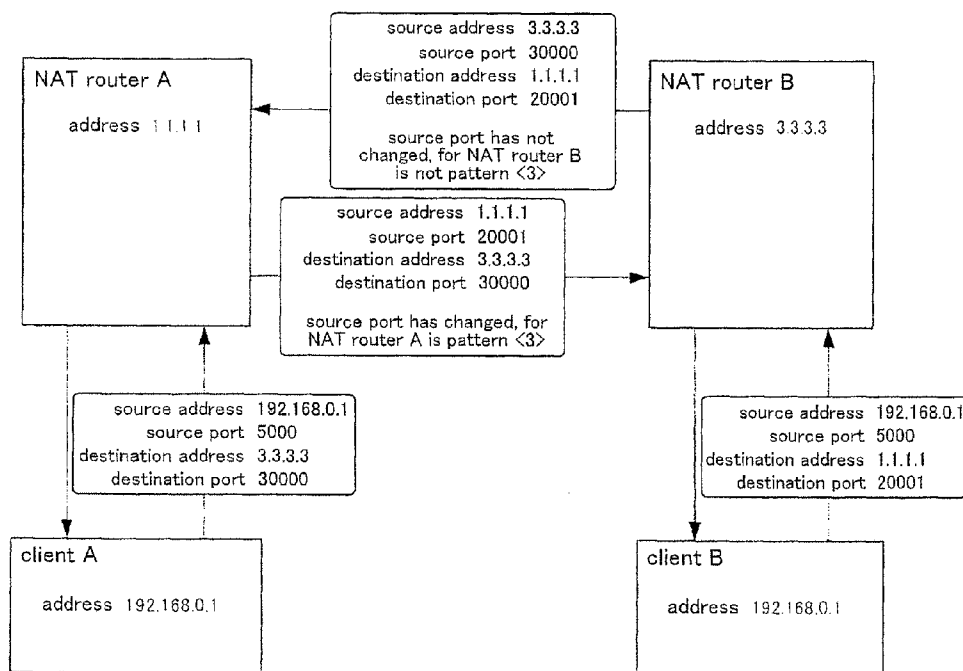 source address 3.3.3.3
source port 30000
destination address 1.1.1.1
destination port 20001
source port has not
changed, for NAT router B
is not pattern <3>
NAT router A
address 1.1.1.1
NAT router B
address 3.3.3.3
source address 1.1.1.1
source port 20001
destination address 3.3.3.3
destination port 30000
source port has changed, for
NAT router A is pattern <3>
source address 192.168.0.1
source port 5000
destination address 3.3.3.3
destination port 30000
source address 192.168.0.1
source port 5000
destination address 1.1.1.1
destination port 20001
client A
address 192.168.0.1
client B
address 192.168.0.1